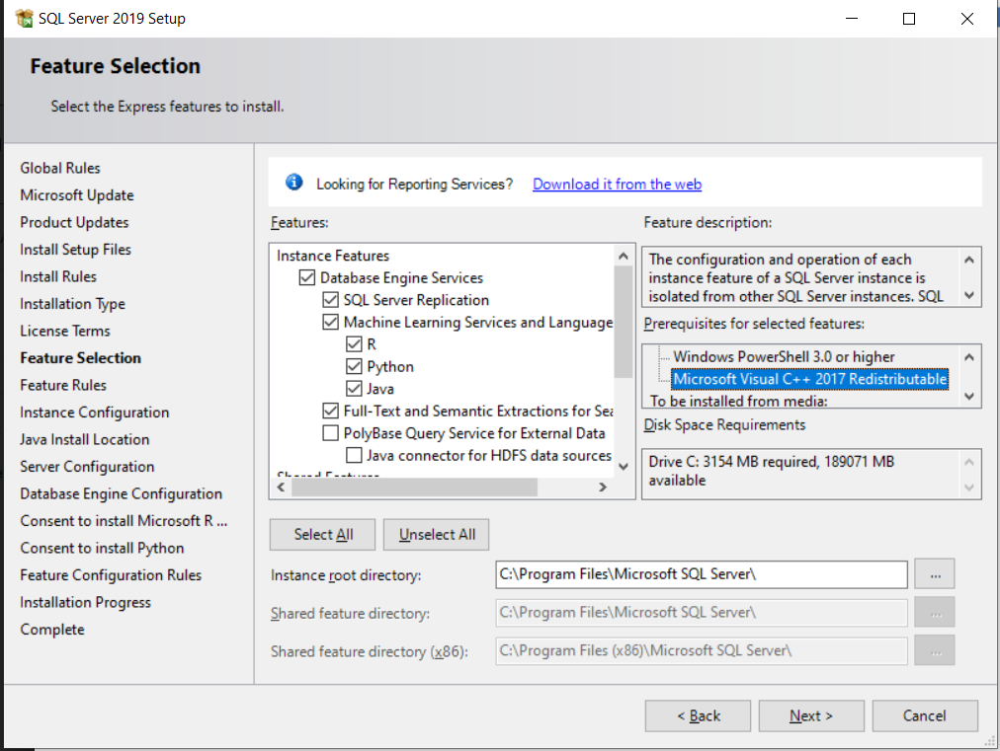 SQL Server 2019 Setup
Feature Selection
Select the Express features to install.
Global Rules
Microsoft Update
Product Updates
Install Setup Files
Install Rules
Installation Type
License Terms
Feature Selection
Feature Rules
Instance Configuration
Java Install Location
Server Configuration
Database Engine Configuration
Consent to install Microsoft R ...
Consent to install Python
Feature Configuration Rules
Installation Progress
Complete
Looking for Reporting Services? Download it from the web
Features:
Instance Features
Database Engine Services
SQL Server Replication
Machine Learning Services and Language
R
Python
Java
Full-Text and Semantic Extractions for Sea
PolyBase Query Service for External Data
Java connector for HDFS data sources
Shared Features
Feature description:
The configuration and operation of each
instance feature of a SQL Server instance is
isolated from other SQL Server instances. SQL
Prerequisites for selected features:
Windows PowerShell 3.0 or higher
Microsoft Visual C++ 2017 Redistributable
To be installed from media:
Disk Space Requirements
Drive C: 3154 MB required, 189071 MB
available
Select All
Unselect All
Instance root directory:
C:\Program Files\Microsoft SQL Server\
...
Shared feature directory:
C:\Program Files\Microsoft SQL Server\
...
Shared feature directory (x86):
C:\Program Files (x86)\Microsoft SQL Server\
...
< Back
Next >
Cancel